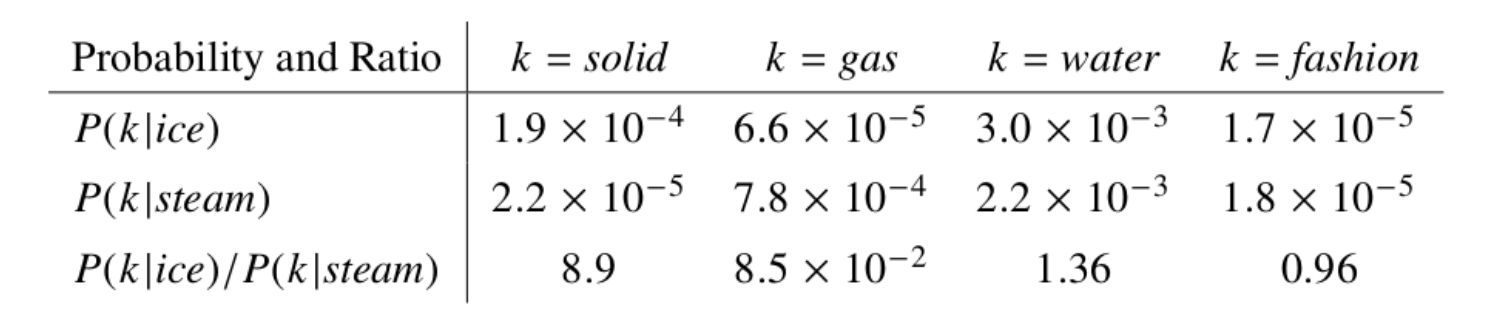 Probability and Ratio k = solid k = gas k = water k = fashion
P(k|ice) 1.9 × 10⁻⁴ 6.6 × 10⁻⁵ 3.0 × 10⁻³ 1.7 × 10⁻⁵
P(k|steam) 2.2 × 10⁻⁵ 7.8 × 10⁻⁴ 2.2 × 10⁻³ 1.8 × 10⁻⁵
P(k|ice)/P(k|steam) 8.9 8.5 × 10⁻² 1.36 0.96